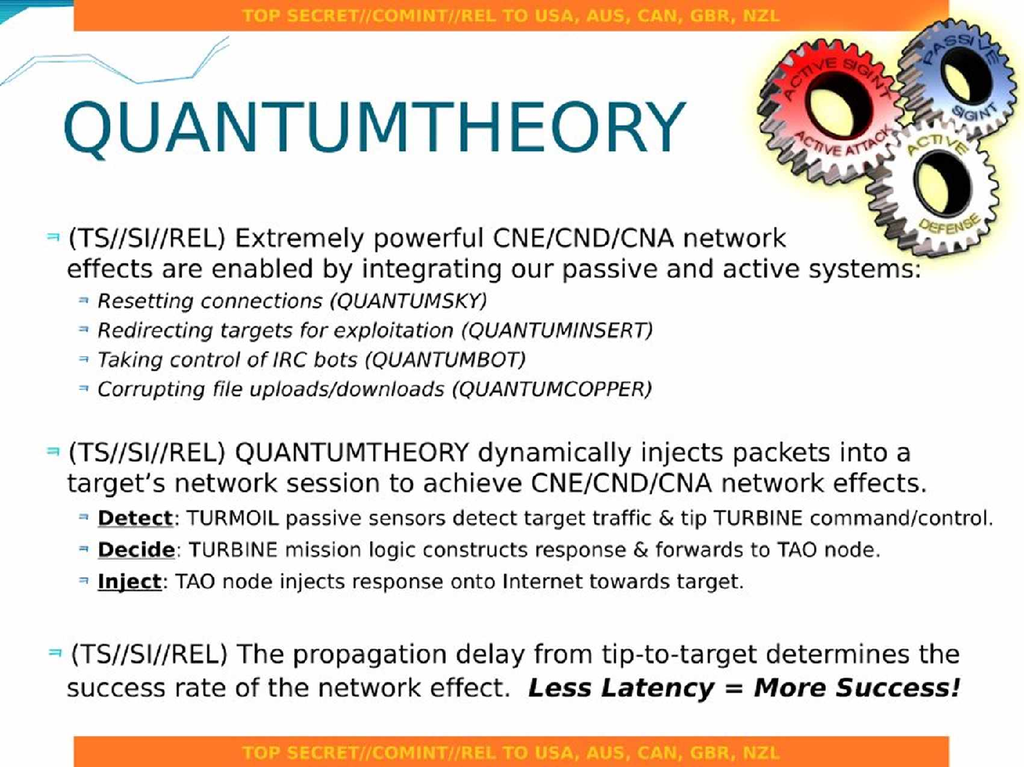 TOP SECRET//COMINT//REL TO USA, AUS, CAN, GBR, NZL
ACTIVE SIGINT
ACTIVE ATTACK
PASSIVE
SIGINT
ACTIVE
DEFENSE
QUANTUMTHEORY
(TS//SI//REL) Extremely powerful CNE/CND/CNA network
effects are enabled by integrating our passive and active systems:
Resetting connections (QUANTUMSKY)
Redirecting targets for exploitation (QUANTUMINSERT)
Taking control of IRC bots (QUANTUMBOT)
Corrupting file uploads/downloads (QUANTUMCOPPER)
(TS//SI//REL) QUANTUMTHEORY dynamically injects packets into a
target’s network session to achieve CNE/CND/CNA network effects.
Detect: TURMOIL passive sensors detect target traffic & tip TURBINE command/control.
Decide: TURBINE mission logic constructs response & forwards to TAO node.
Inject: TAO node injects response onto Internet towards target.
(TS//SI//REL) The propagation delay from tip-to-target determines the
success rate of the network effect. Less Latency = More Success!
TOP SECRET//COMINT//REL TO USA, AUS, CAN, GBR, NZL